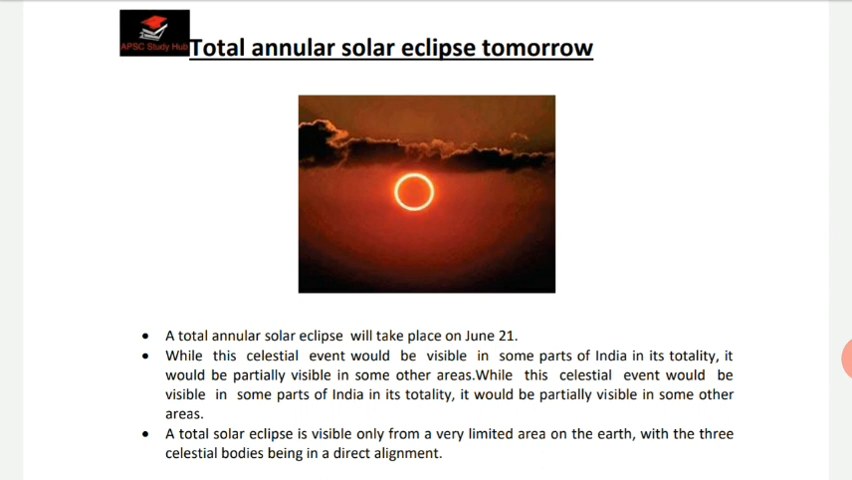 APSC Study Hub
Total annular solar eclipse tomorrow
• A total annular solar eclipse will take place on June 21.
• While this celestial event would be visible in some parts of India in its totality, it
would be partially visible in some other areas.While this celestial event would be
visible in some parts of India in its totality, it would be partially visible in some other
areas.
• A total solar eclipse is visible only from a very limited area on the earth, with the three
celestial bodies being in a direct alignment.